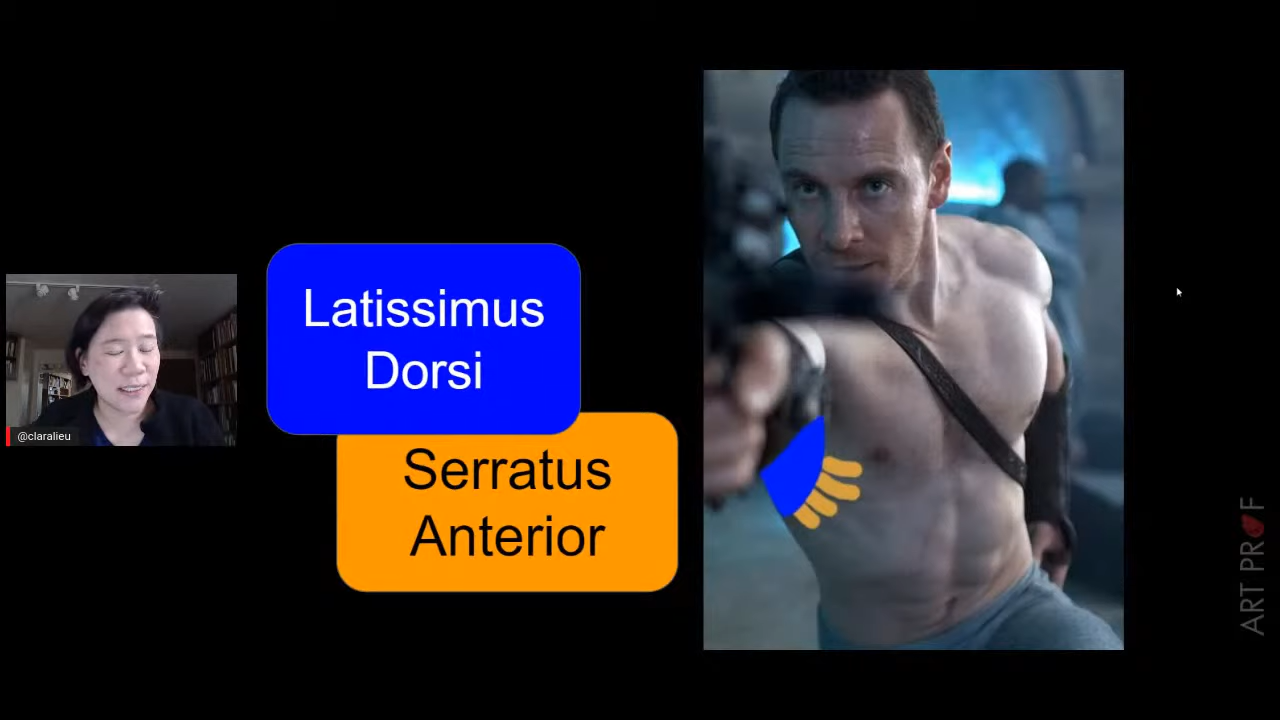 Latissimus
Dorsi
Serratus
Anterior
@claralieu
ART PROF